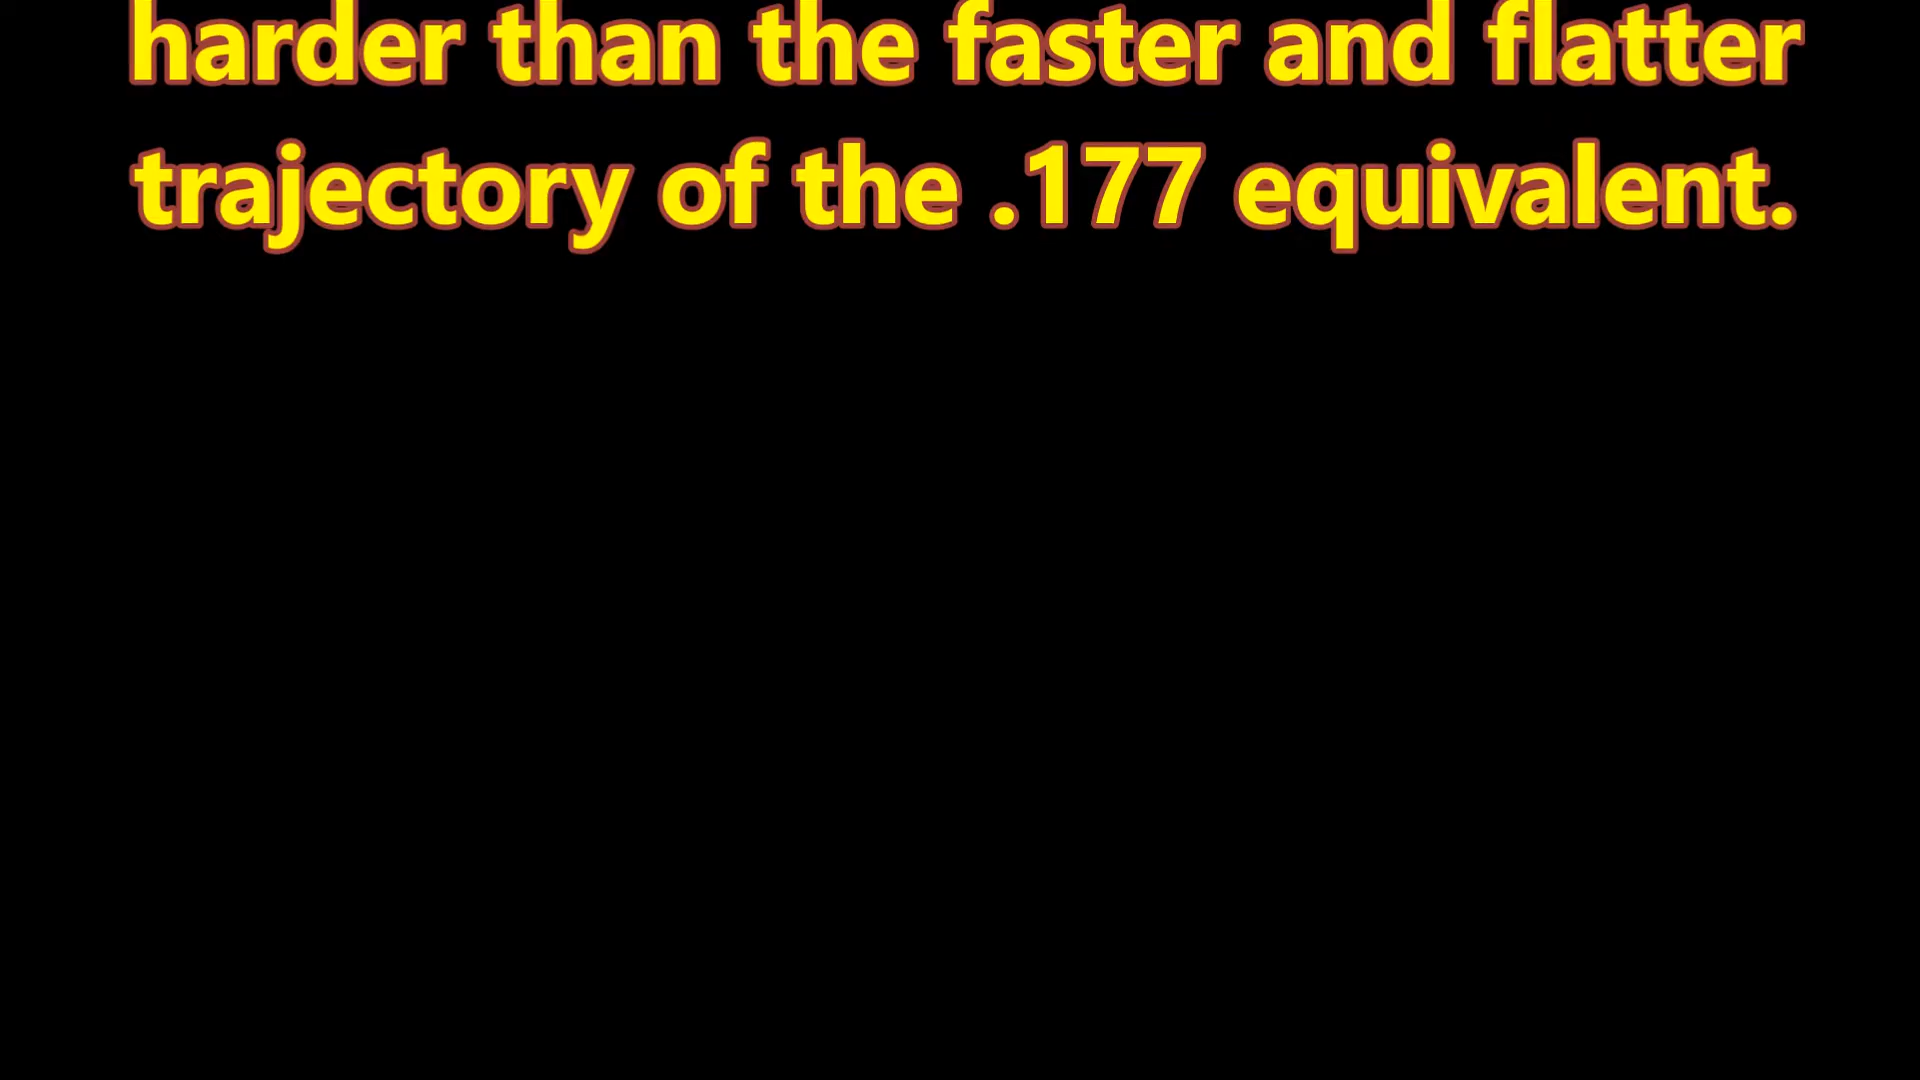 harder than the faster and flatter
trajectory of the .177 equivalent.